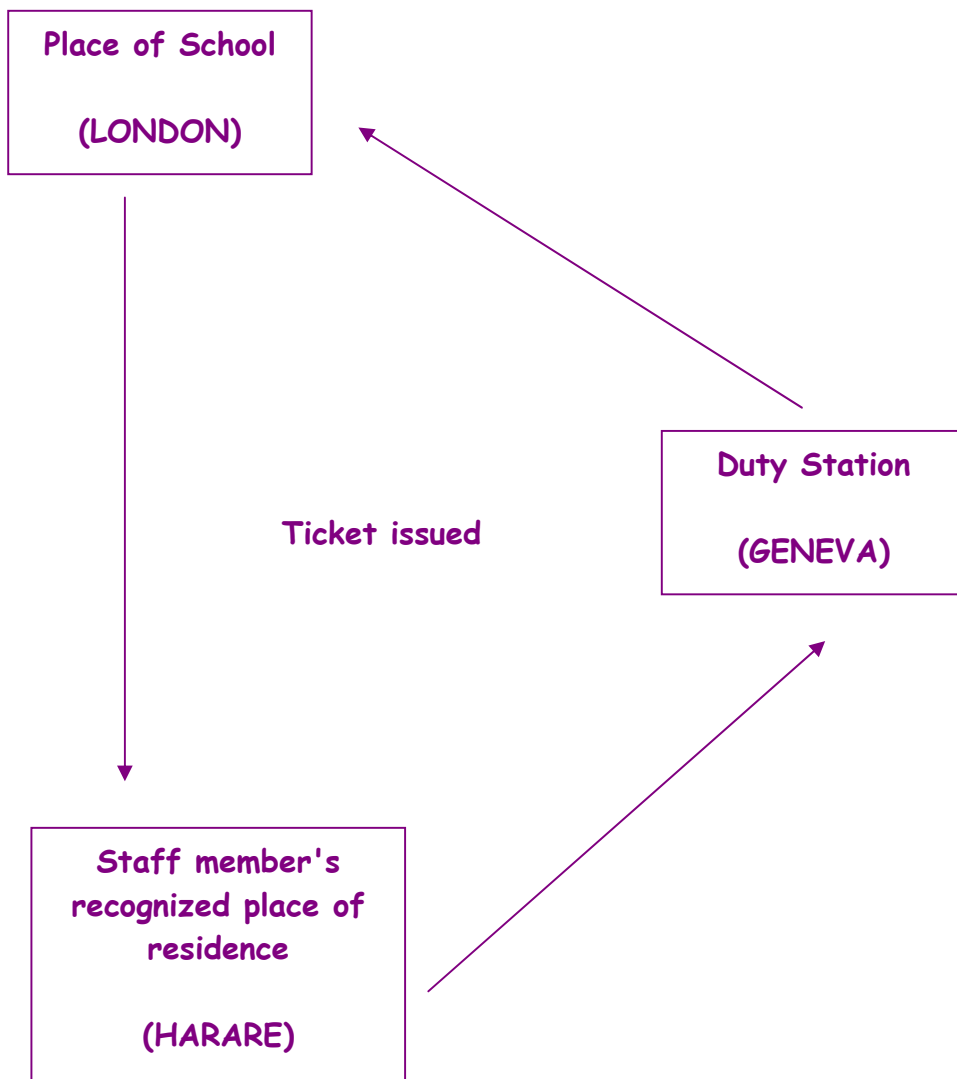 Place of School
(LONDON)
Duty Station
(GENEVA)
Ticket issued
Staff member's
recognized place of
residence
(HARARE)